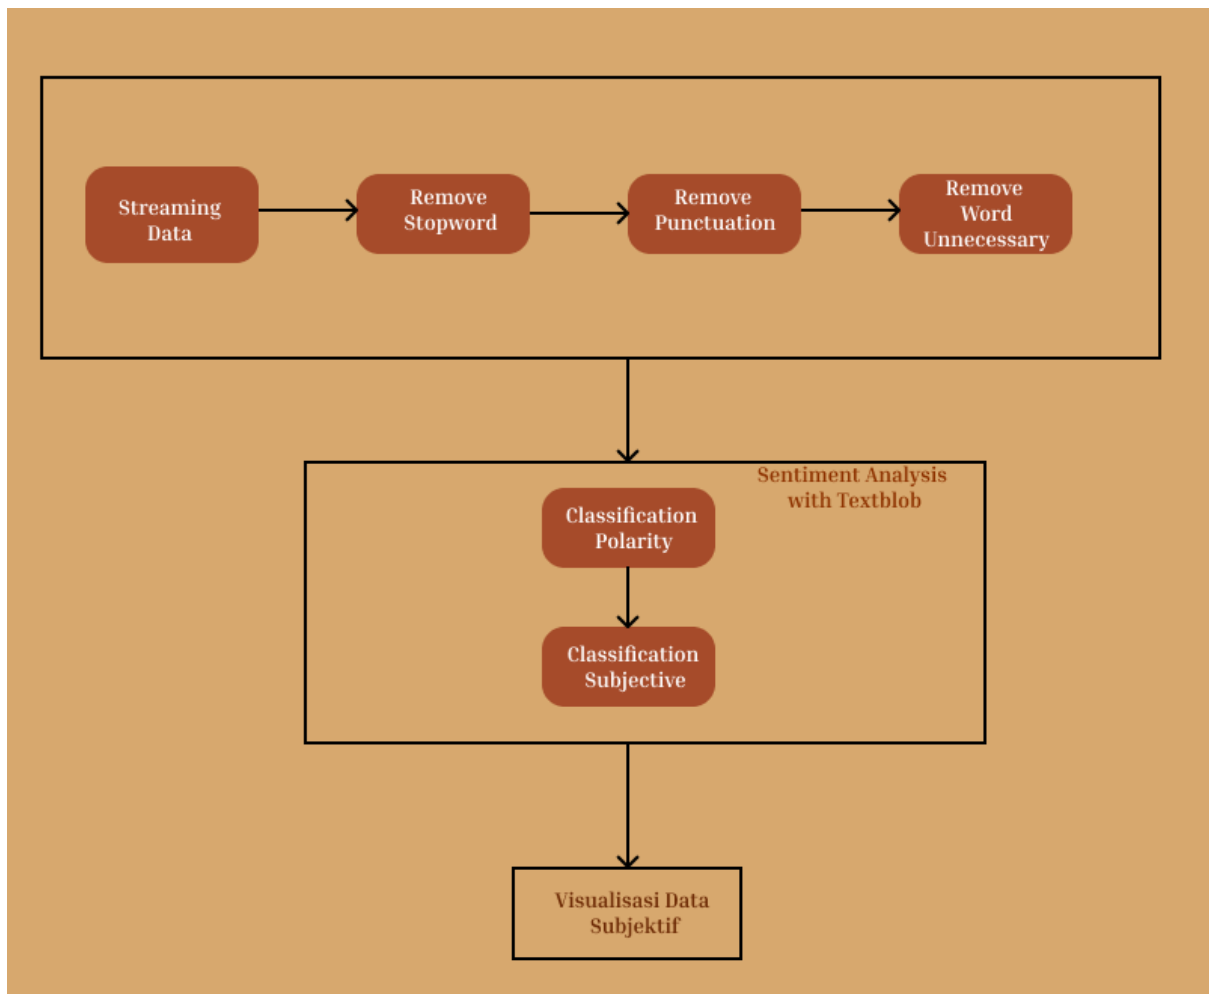 Streaming
Data
Remove
Stopword
Remove
Punctuation
Remove
Word
Unnecessary
Sentiment Analysis
with Textblob
Classification
Polarity
Classification
Subjective
Visualisasi Data
Subjektif